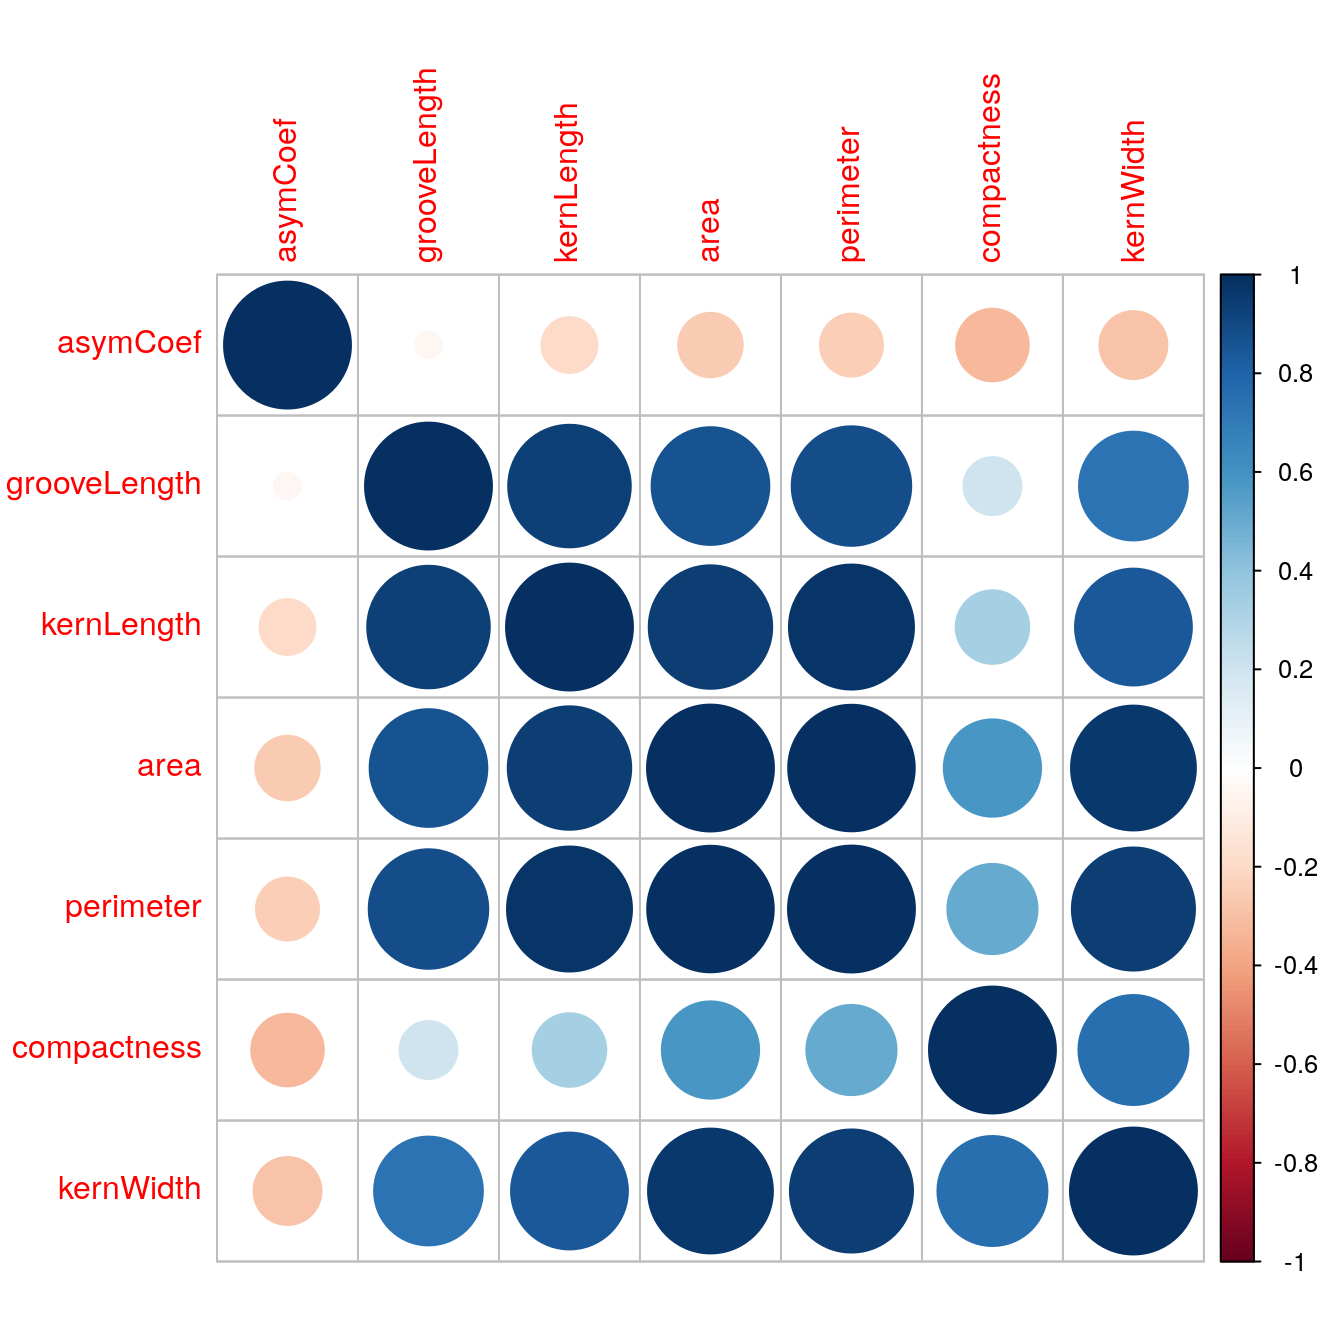 asymCoef
grooveLength
kernLength
area
perimeter
compactness
kernWidth
asymCoef
grooveLength
kernLength
area
perimeter
compactness
kernWidth
1
0.8
0.6
0.4
0.2
0
-0.2
-0.4
-0.6
-0.8
-1